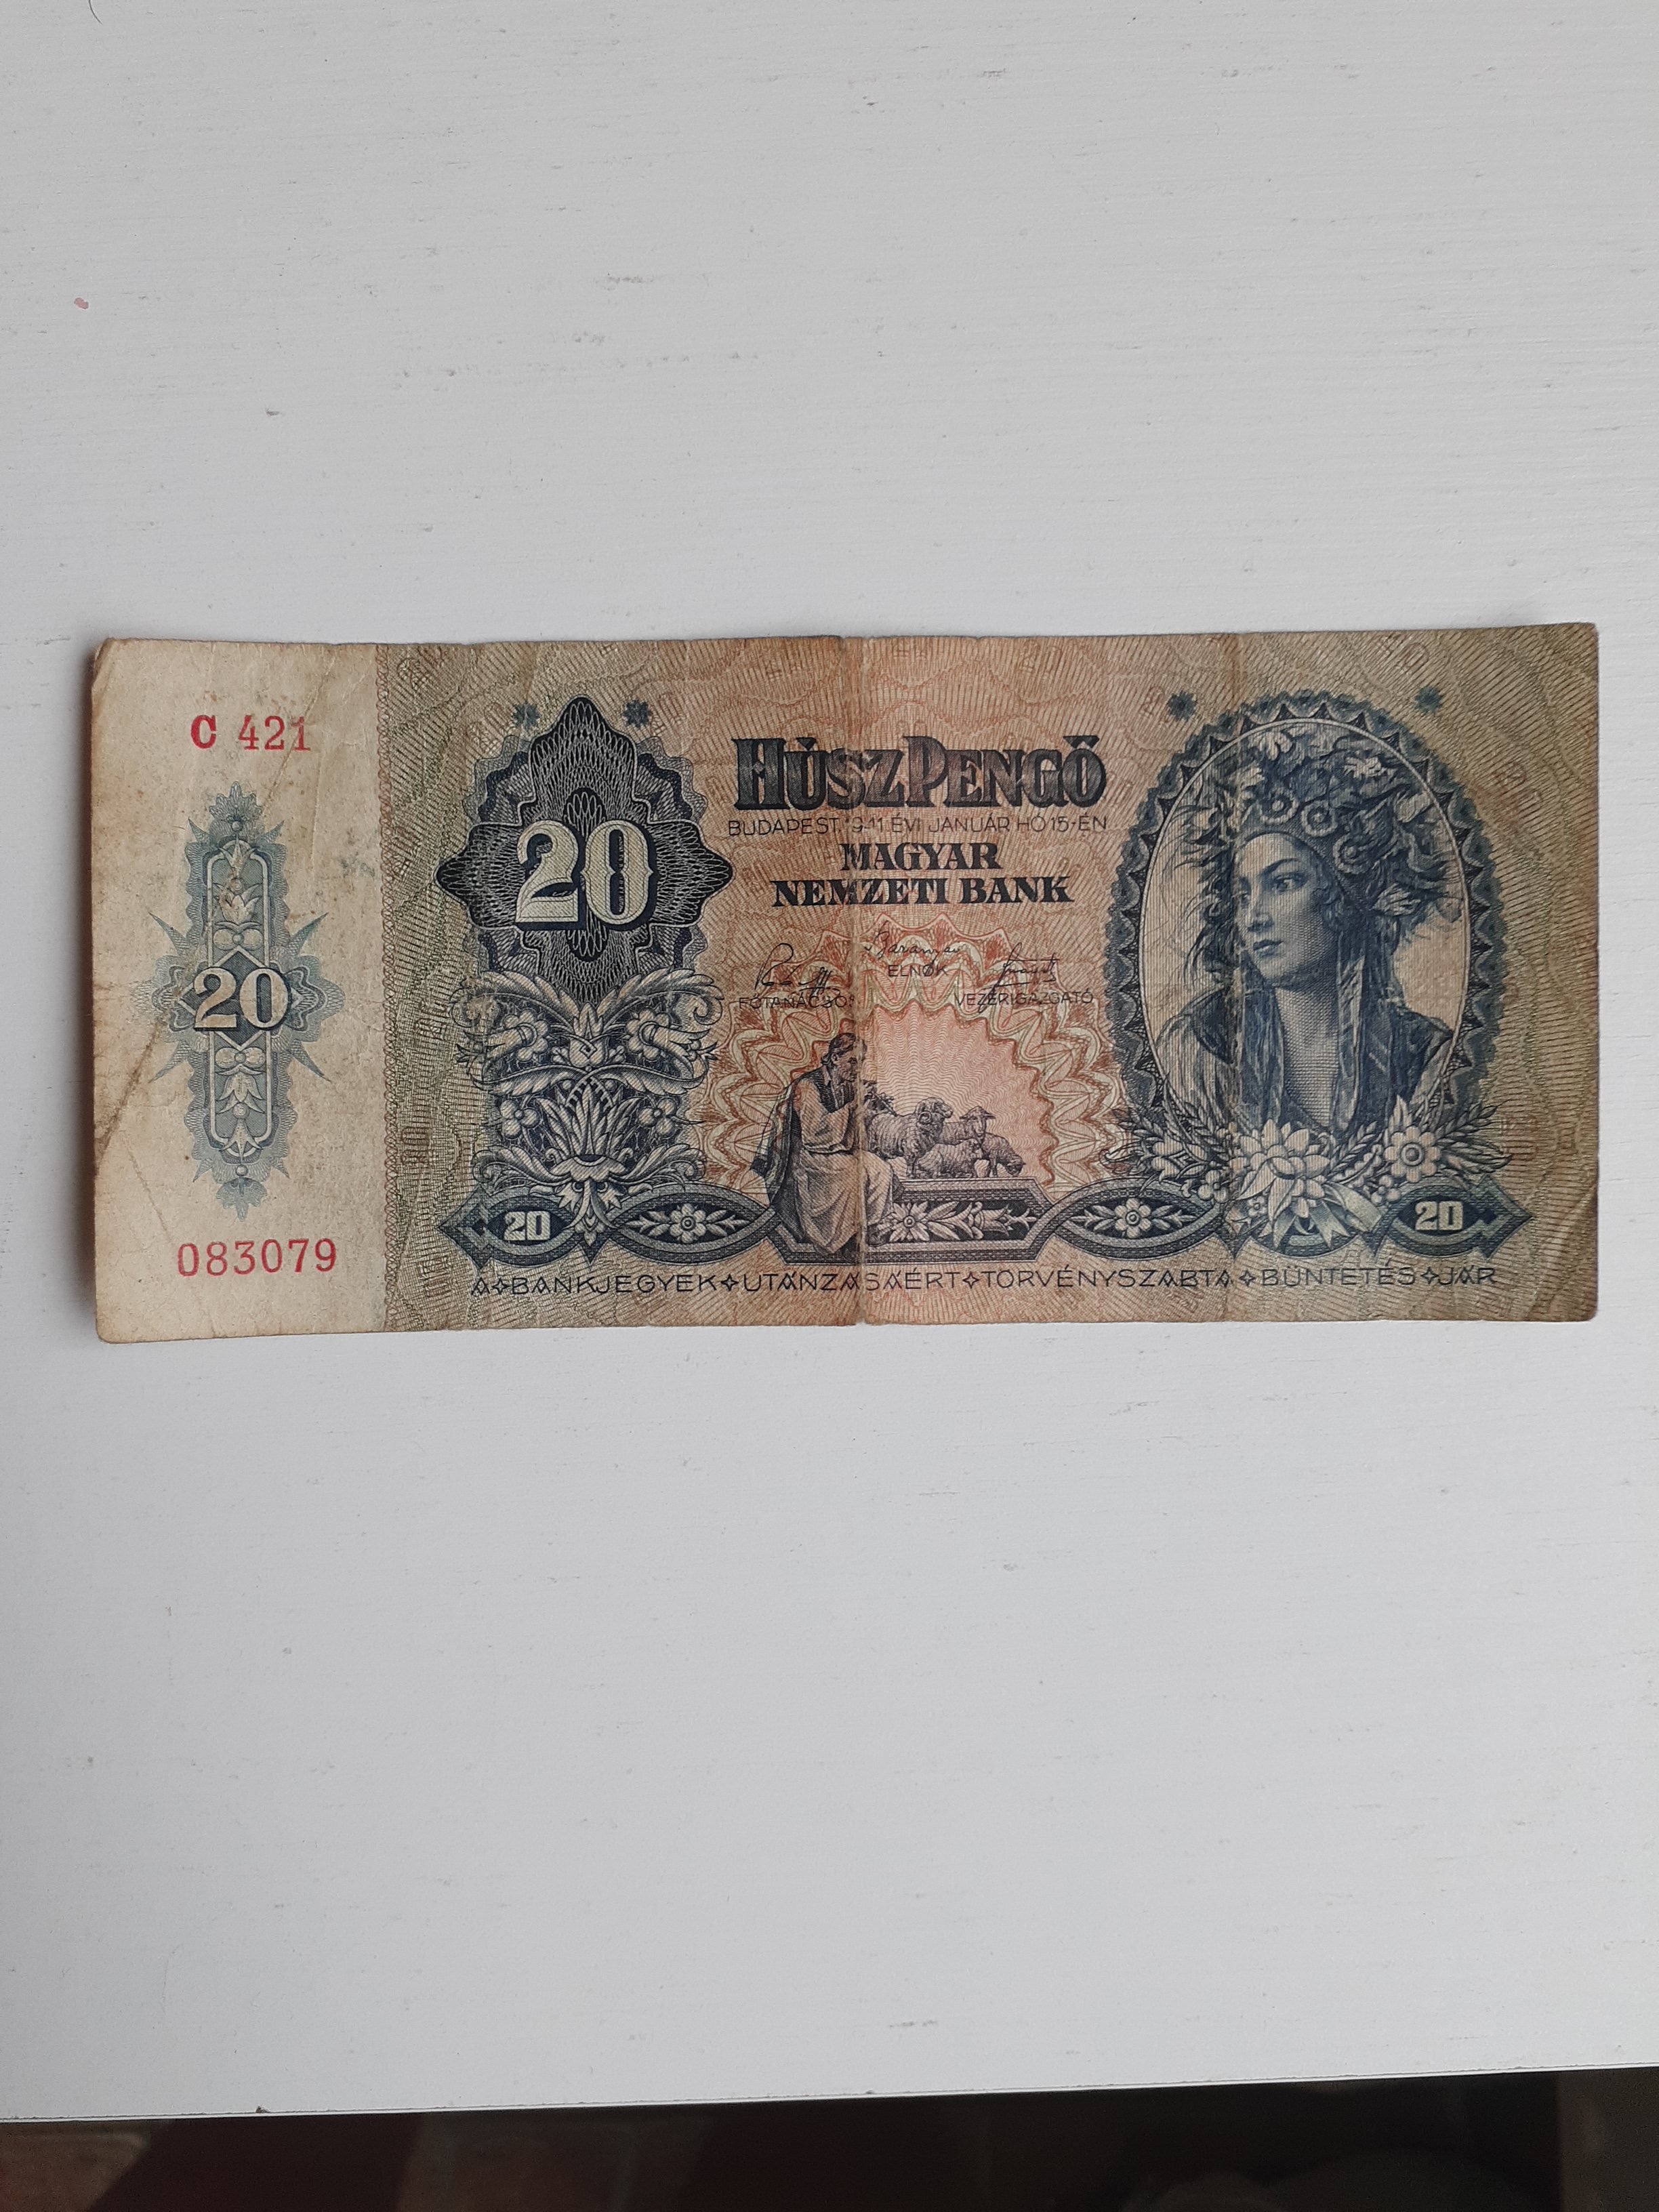 C 421
20
083079
20
HÚSZ PENGŐ
BUDAPEST, 1941. ÉVI JANUÁR HÓ 15-ÉN
MAGYAR
NEMZETI BANK
FŐTANÁCSOS
ELNÖK
VEZÉRIGAZGATÓ
20
20
A BANKJEGYEK UTÁNZÁSÁÉRT TÖRVÉNYSZABTA BÜNTETÉS JÁR